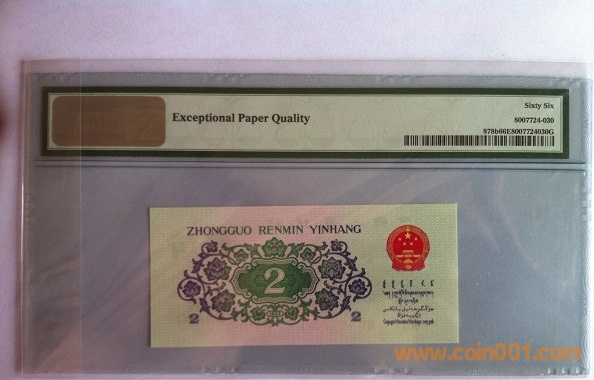 Sixty Six
Exceptional Paper Quality
8007724-030
878b66E8007724030G
ZHONGGUO RENMIN YINHANG
2
2 2
www.coin001.com